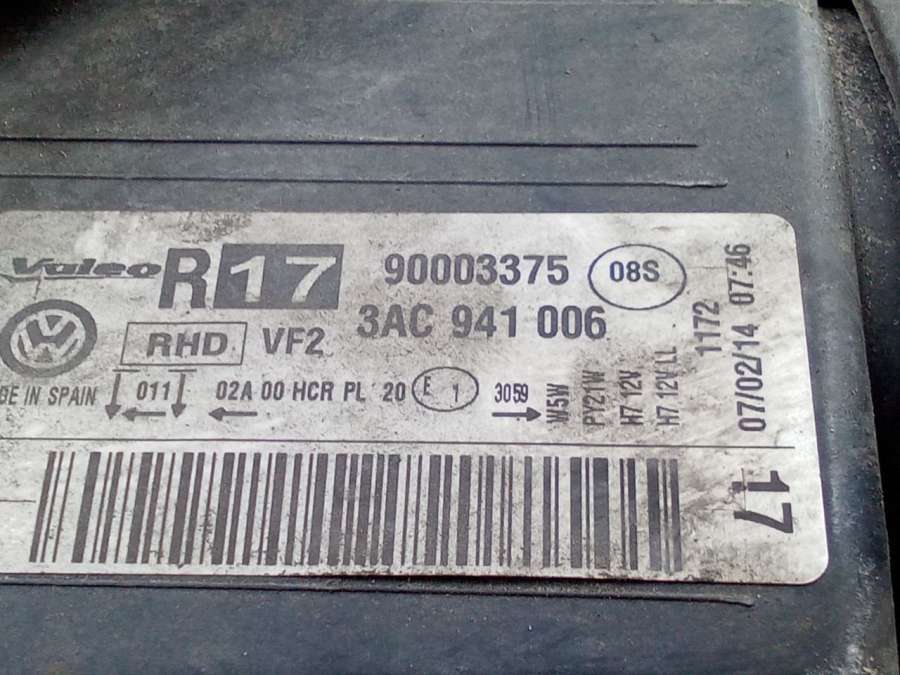 Valeo R 17 90003375 08S
3AC 941 006
RHD VF2
DE IN SPAIN 011 02A 00 HCR PL 20 E 1 3059
W5W
PY21W
H7 12V
H7 12V LL
1172
07/02/14 07:46
17